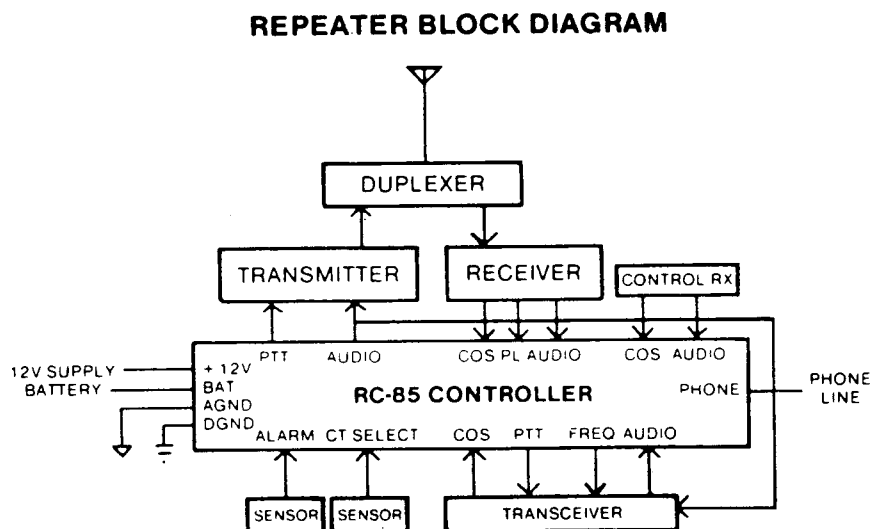 REPEATER BLOCK DIAGRAM
DUPLEXER
TRANSMITTER
RECEIVER
CONTROL RX
PTT AUDIO COS PL AUDIO COS AUDIO
12V SUPPLY + 12V
BATTERY BAT
AGND
DGND
RC-85 CONTROLLER
PHONE PHONE LINE
ALARM CT SELECT COS PTT FREQ AUDIO
SENSOR SENSOR TRANSCEIVER